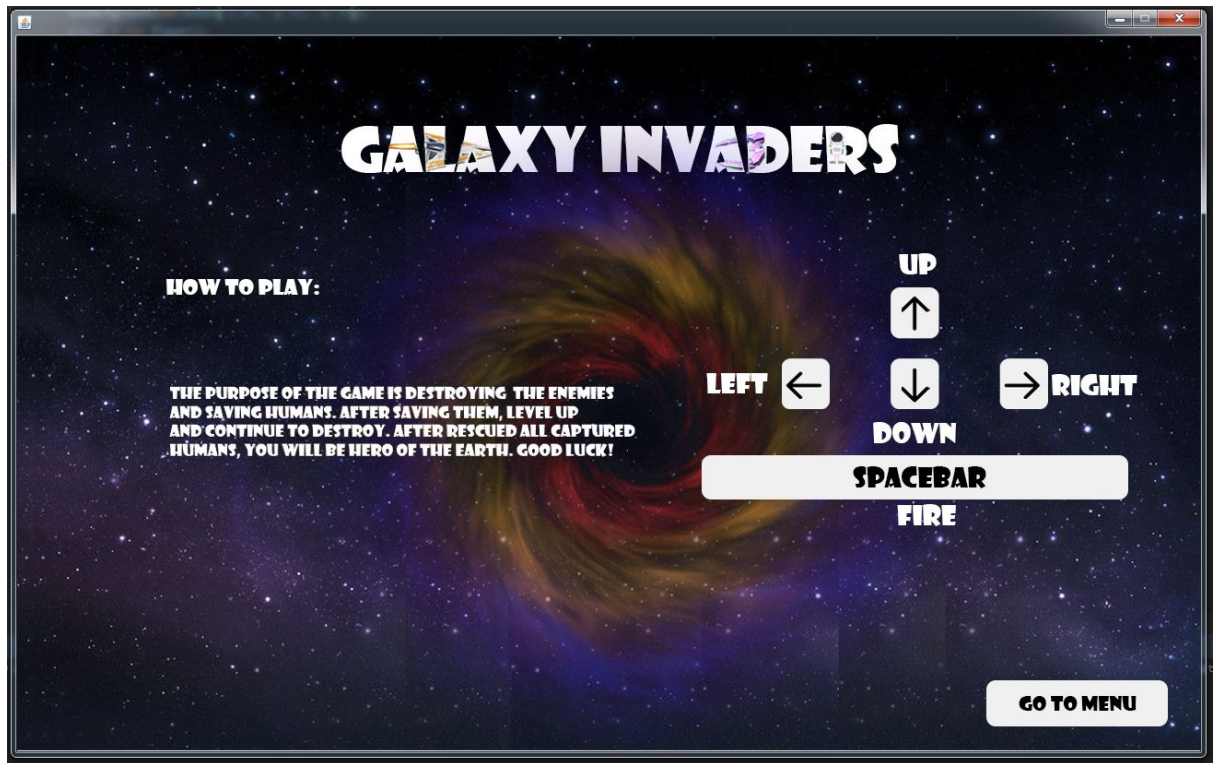 GALAXY INVADERS
HOW TO PLAY:
THE PURPOSE OF THE GAME IS DESTROYING THE ENEMIES
AND SAVING HUMANS. AFTER SAVING THEM, LEVEL UP
AND CONTINUE TO DESTROY. AFTER RESCUED ALL CAPTURED
HUMANS, YOU WILL BE HERO OF THE EARTH. GOOD LUCK!
UP
LEFT
RIGHT
DOWN
SPACEBAR
FIRE
GO TO MENU